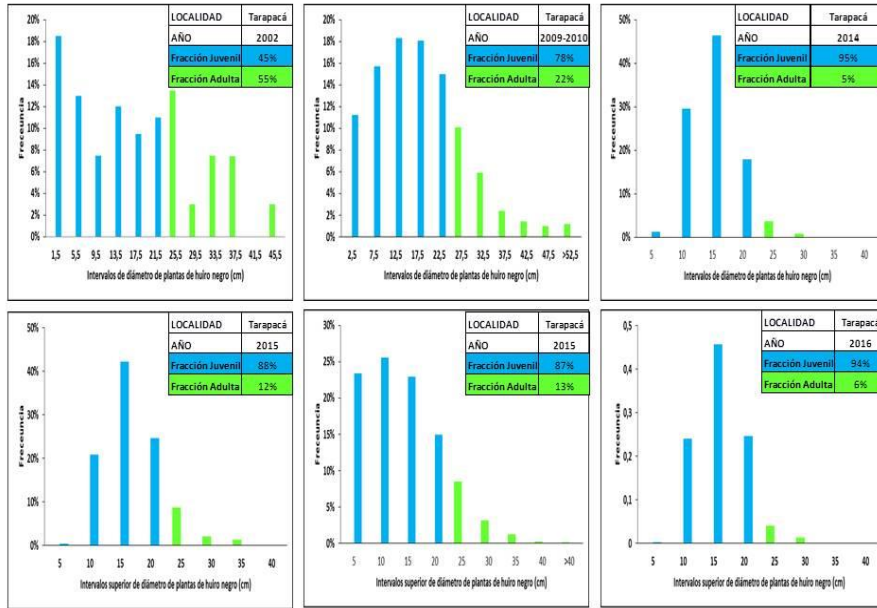 LOCALIDAD Tarapacá
AÑO 2002
Fracción Juvenil 45%
Fracción Adulta 55%
20%
18%
16%
14%
12%
10%
8%
6%
4%
2%
0%
Freceuncia
1,5 5,5 9,5 13,5 17,5 21,5 25,5 29,5 33,5 37,5 41,5 45,5
Intervalos de diámetro de plantas de huiro negro (cm)
LOCALIDAD Tarapacá
AÑO 2009-2010
Fracción Juvenil 78%
Fracción Adulta 22%
20%
18%
16%
14%
12%
10%
8%
6%
4%
2%
0%
Freceuncia
2,5 7,5 12,5 17,5 22,5 27,5 32,5 37,5 42,5 47,5 >52,5
Intervalos de diámetro de plantas de huiro negro (cm)
LOCALIDAD Tarapacá
AÑO 2014
Fracción Juvenil 95%
Fracción Adulta 5%
50%
40%
30%
20%
10%
0%
Freceuncia
5 10 15 20 25 30 35 40
Intervalos de diámetro de plantas de huiro negro (cm)
LOCALIDAD Tarapacá
AÑO 2015
Fracción Juvenil 88%
Fracción Adulta 12%
50%
40%
30%
20%
10%
0%
Freceuncia
5 10 15 20 25 30 35 40
Intervalos superior de diámetro de plantas de huiro negro (cm)
LOCALIDAD Tarapacá
AÑO 2015
Fracción Juvenil 87%
Fracción Adulta 13%
30%
25%
20%
15%
10%
5%
0%
Freceuncia
5 10 15 20 25 30 35 40 >40
Intervalos superior de diámetro de plantas de huiro negro (cm)
LOCALIDAD Tarapacá
AÑO 2016
Fracción Juvenil 94%
Fracción Adulta 6%
0,5
0,4
0,3
0,2
0,1
0
Freceuncia
5 10 15 20 25 30 35 40
Intervalos superior de diámetro de plantas de huiro negro (cm)